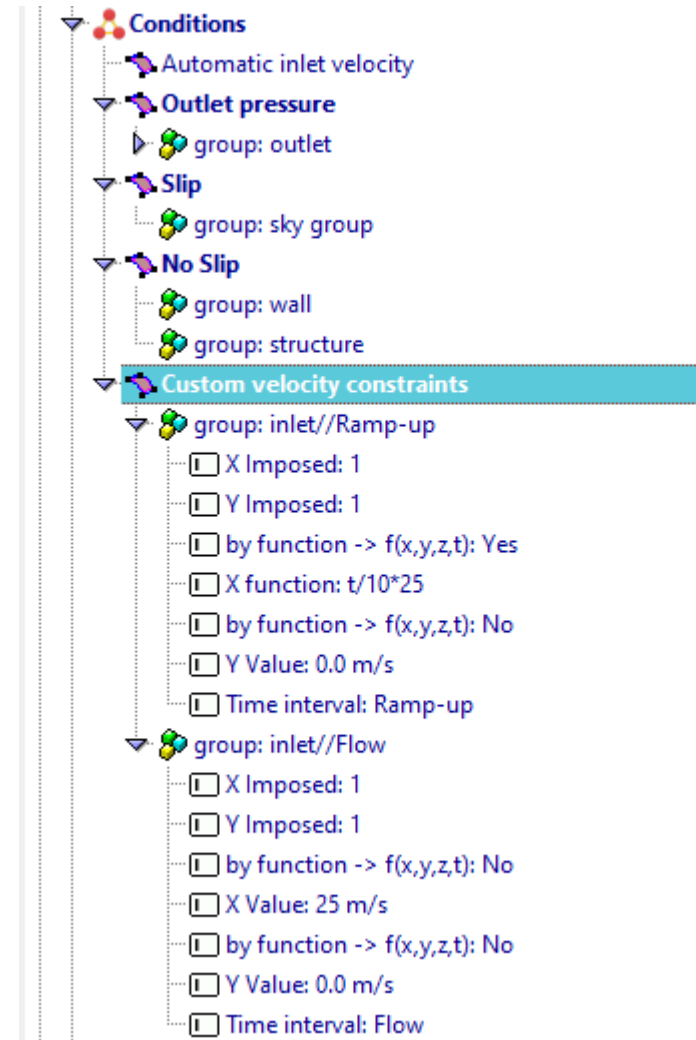 Conditions
Automatic inlet velocity
Outlet pressure
group: outlet
Slip
group: sky group
No Slip
group: wall
group: structure
Custom velocity constraints
group: inlet//Ramp-up
X Imposed: 1
Y Imposed: 1
by function -> f(x,y,z,t): Yes
X function: t/10*25
by function -> f(x,y,z,t): No
Y Value: 0.0 m/s
Time interval: Ramp-up
group: inlet//Flow
X Imposed: 1
Y Imposed: 1
by function -> f(x,y,z,t): No
X Value: 25 m/s
by function -> f(x,y,z,t): No
Y Value: 0.0 m/s
Time interval: Flow